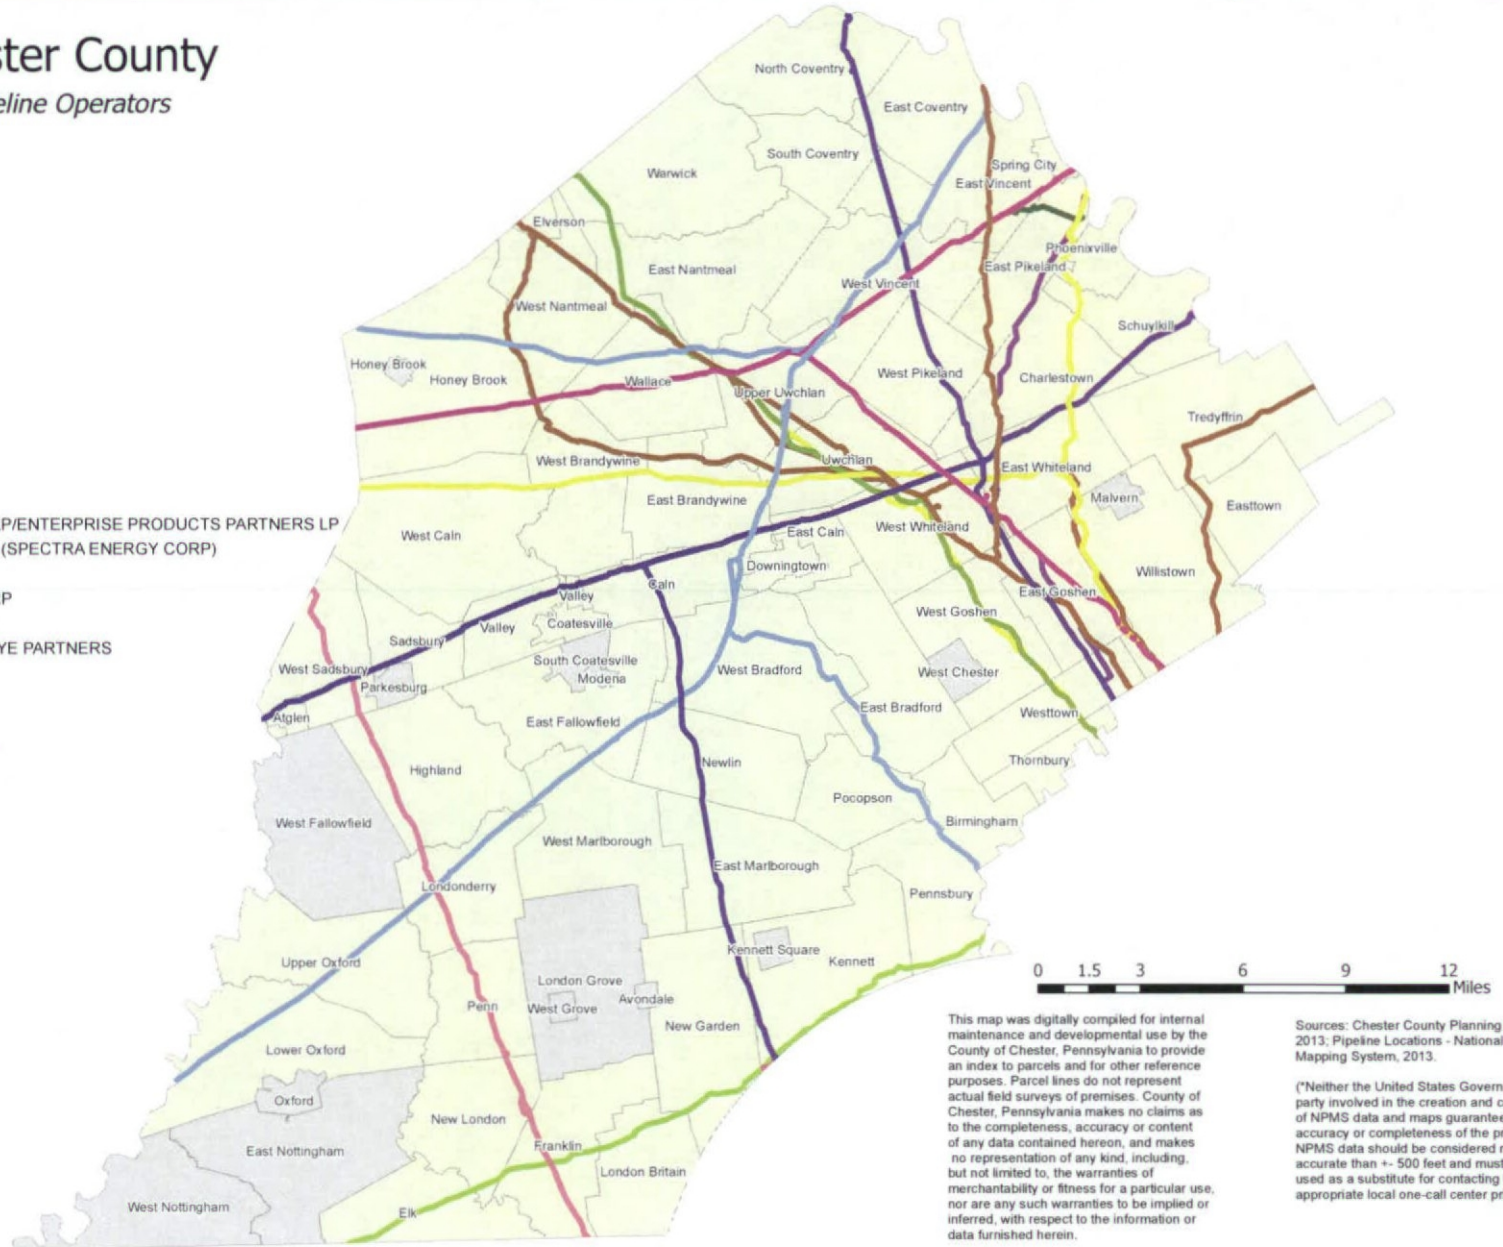 ster County
eline Operators
North Coventry
East Coventry
South Coventry
Warwick
Spring City
East Vincent
Elverson
Phoenixville
East Nantmeal
East Pikeland
West Vincent
West Nantmeal
Schuylkill
Honey Brook
Honey Brook
Wallace
West Pikeland
Charlestown
Upper Uwchlan
Tredyffrin
West Brandywine
Uwchlan
East Whiteland
East Brandywine
Malvern
Easttown
P/ENTERPRISE PRODUCTS PARTNERS LP
West Caln
East Caln
West Whiteland
(SPECTRA ENERGY CORP)
Downingtown
Willistown
Caln
East Goshen
P
Valley
West Goshen
Valley
Coatesville
Sadsbury
YE PARTNERS
South Coatesville
West Sadsbury
West Bradford
West Chester
Modena
Parkesburg
East Bradford
Westtown
Atglen
East Fallowfield
Newlin
Thornbury
Highland
Pocopson
West Fallowfield
Birmingham
West Marlborough
East Marlborough
Londonderry
Pennsbury
Kennett Square
Kennett
Upper Oxford
London Grove
Avondale
Penn
West Grove
New Garden
Lower Oxford
Oxford
New London
East Nottingham
Franklin
London Britain
West Nottingham
Elk
0 1.5 3 6 9 12
Miles
This map was digitally compiled for internal
maintenance and developmental use by the
County of Chester, Pennsylvania to provide
an index to parcels and for other reference
purposes. Parcel lines do not represent
actual field surveys of premises. County of
Chester, Pennsylvania makes no claims as
to the completeness, accuracy or content
of any data contained hereon, and makes
no representation of any kind, including,
but not limited to, the warranties of
merchantability or fitness for a particular use,
nor are any such warranties to be implied or
inferred, with respect to the information or
data furnished herein.
Sources: Chester County Planning
2013; Pipeline Locations - National
Mapping System, 2013.
(*Neither the United States Govern
party involved in the creation and c
of NPMS data and maps guarantee
accuracy or completeness of the pr
NPMS data should be considered n
accurate than +- 500 feet and must
used as a substitute for contacting
appropriate local one-call center pr